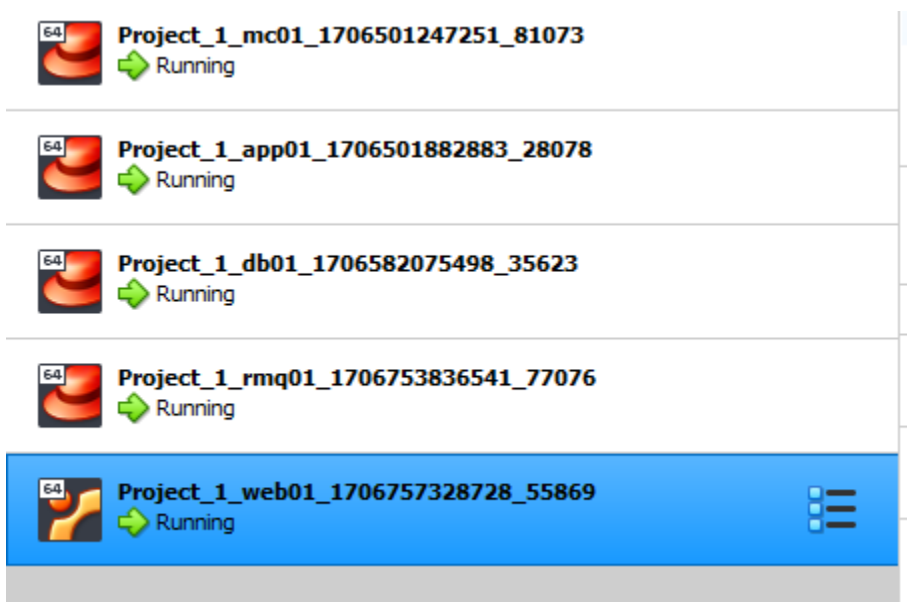 64
Project_1_mc01_1706501247251_81073
Running
64
Project_1_app01_1706501882883_28078
Running
64
Project_1_db01_1706582075498_35623
Running
64
Project_1_rmq01_1706753836541_77076
Running
64
Project_1_web01_1706757328728_55869
Running